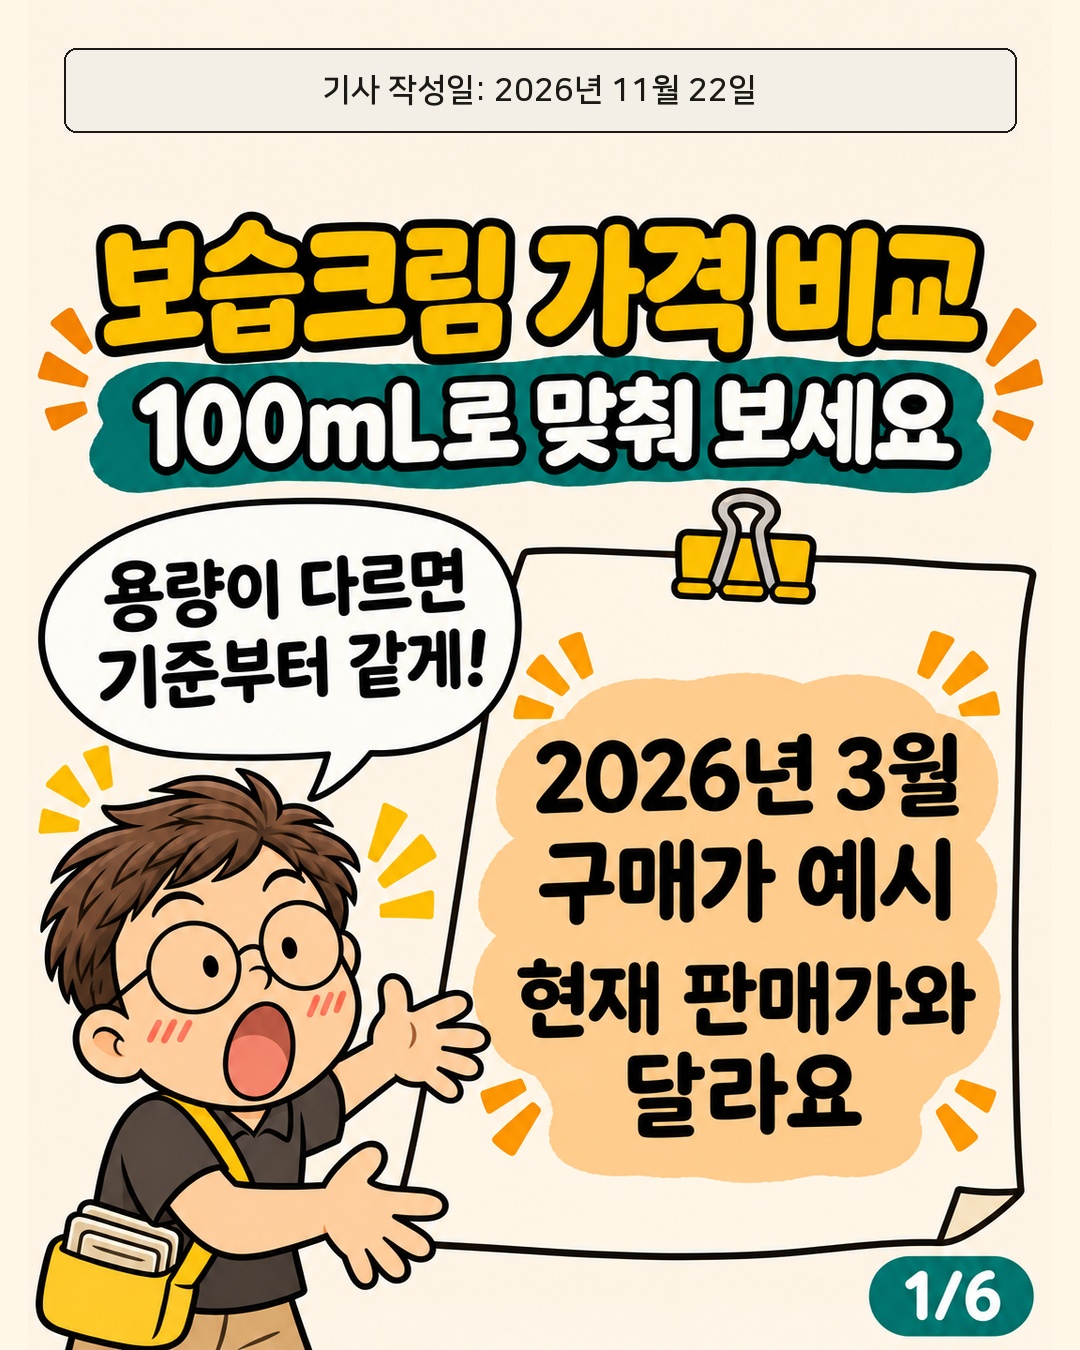 기사 작성일: 2026년 11월 22일
보습크림 가격 비교
100mL로 맞춰 보세요
용량이 다르면
기준부터 같게!
2026년 3월
구매가 예시
현재 판매가와
달라요
1/6